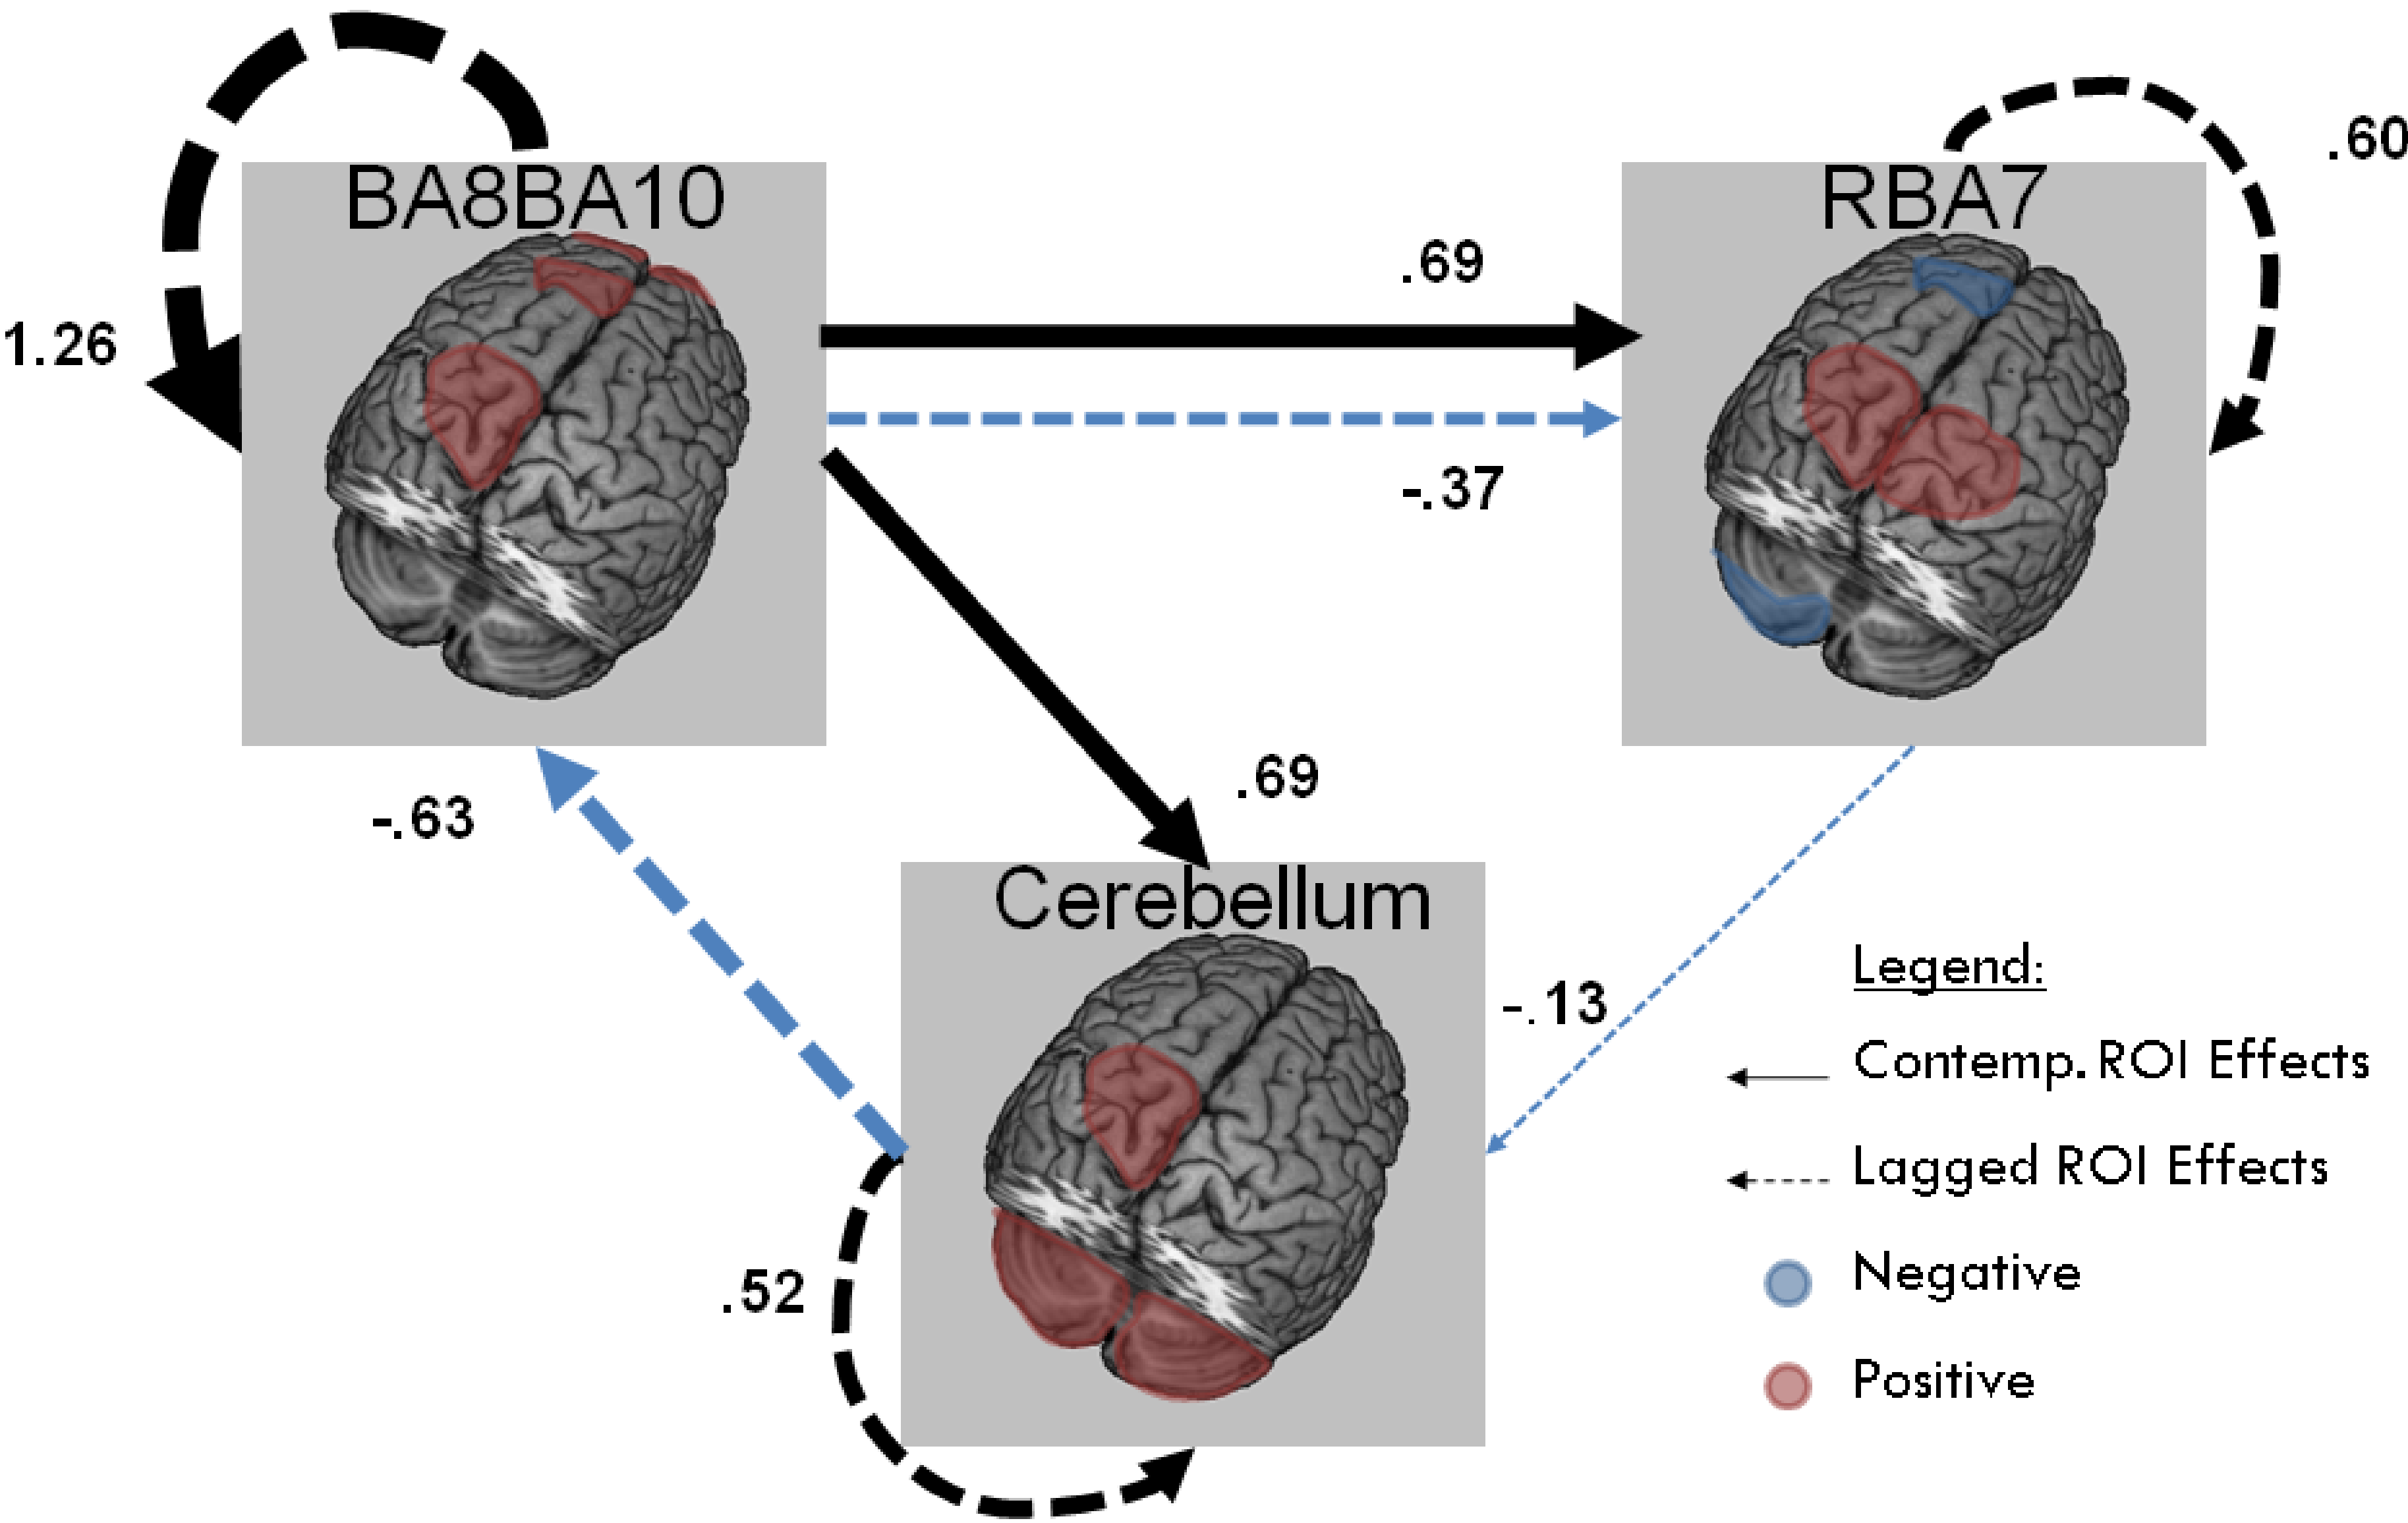 BA8BA10
RBA7
.60
.69
1.26
-.37
.69
-.63
Cerebellum
-.13
.52
Legend:
Contemp. ROI Effects
Lagged ROI Effects
Negative
Positive